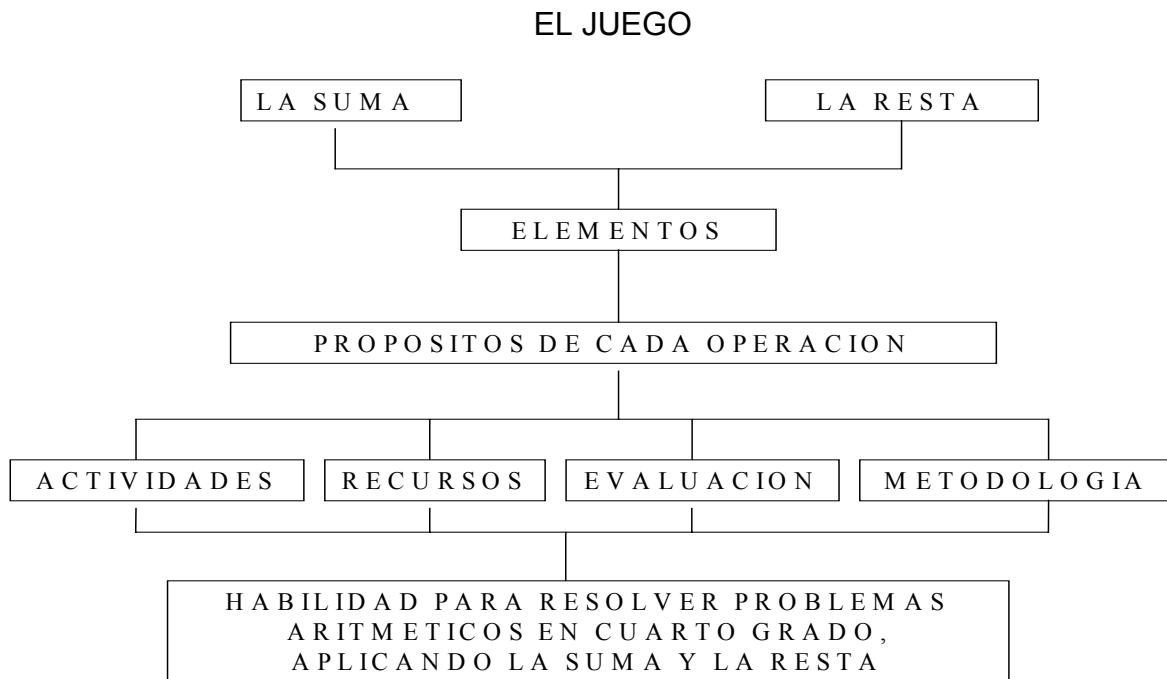 EL JUEGO
LA SUMA
LA RESTA
ELEMENTOS
PROPOSITOS DE CADA OPERACION
ACTIVIDADES
RECURSOS
EVALUACION
METODOLOGIA
HABILIDAD PARA RESOLVER PROBLEMAS
ARITMETICOS EN CUARTO GRADO,
APLICANDO LA SUMA Y LA RESTA